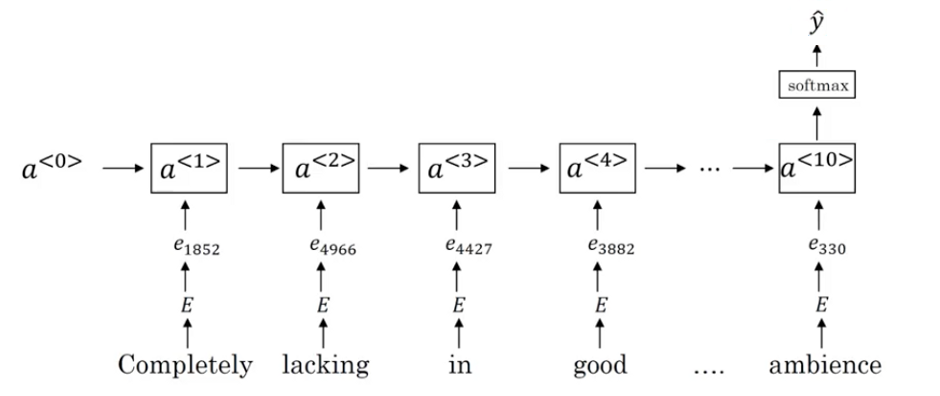 ŷ
softmax
a<0> a<1> a<2> a<3> a<4> ... a<10>
e1852 e4966 e4427 e3882 e330
E E E E E
Completely lacking in good .... ambience